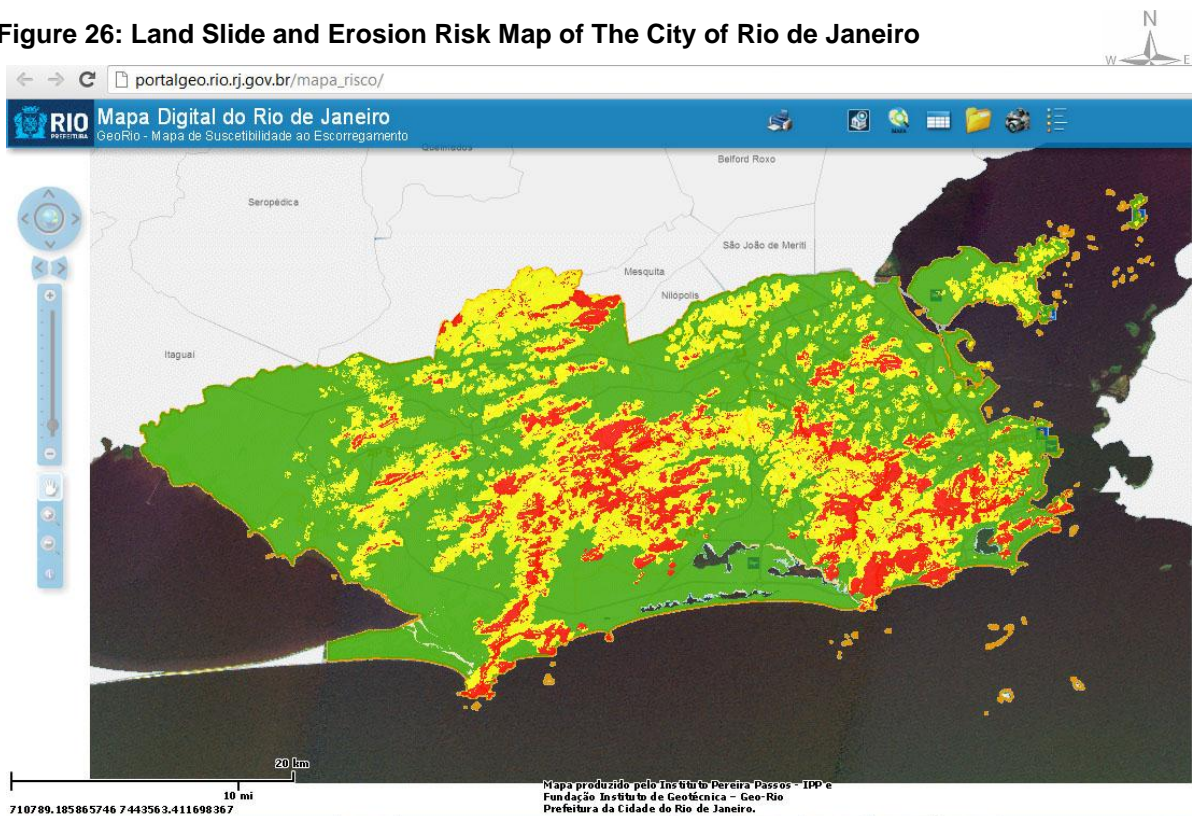 Figure 26: Land Slide and Erosion Risk Map of The City of Rio de Janeiro
N
W
E
portalgeo.rio.rj.gov.br/mapa_risco/
RIO
PREFEITURA
Mapa Digital do Rio de Janeiro
GeoRio - Mapa de Suscetibilidade ao Escorregamento
MAPA
Queimados
Belford Roxo
Seropédica
São João de Meriti
Mesquita
Nilópolis
Itaguaí
20 km
10 mi
710789.185865746 7443563.411698367
Mapa produzido pelo Instituto Pereira Passos - IPP e
Fundação Instituto de Geotécnica - Geo-Rio
Prefeitura da Cidade do Rio de Janeiro.